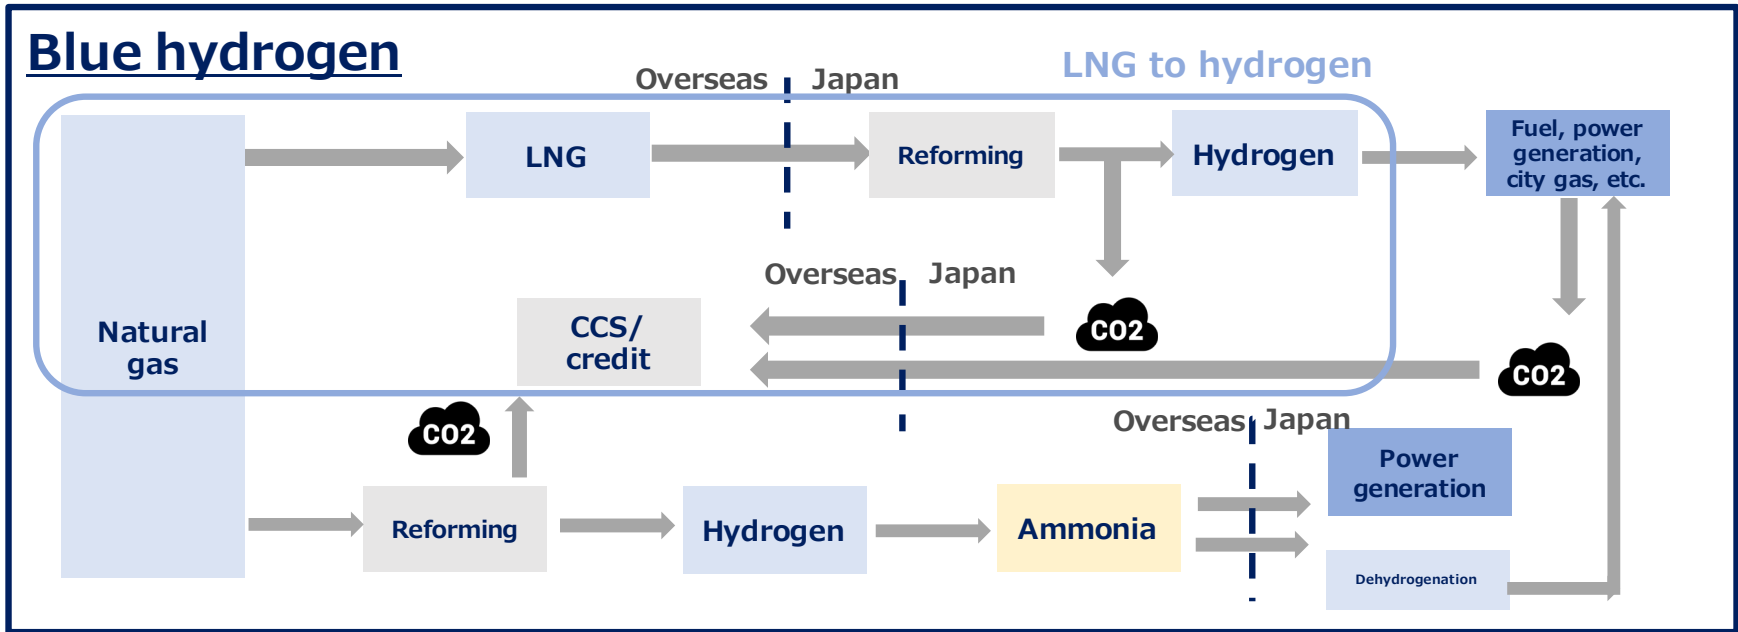 Blue hydrogen
LNG to hydrogen
Overseas
Japan
LNG
Reforming
Hydrogen
Fuel, power
generation,
city gas, etc.
Overseas
Japan
Natural
gas
CCS/
credit
CO2
CO2
CO2
Overseas
Japan
Reforming
Hydrogen
Ammonia
Power
generation
Dehydrogenation